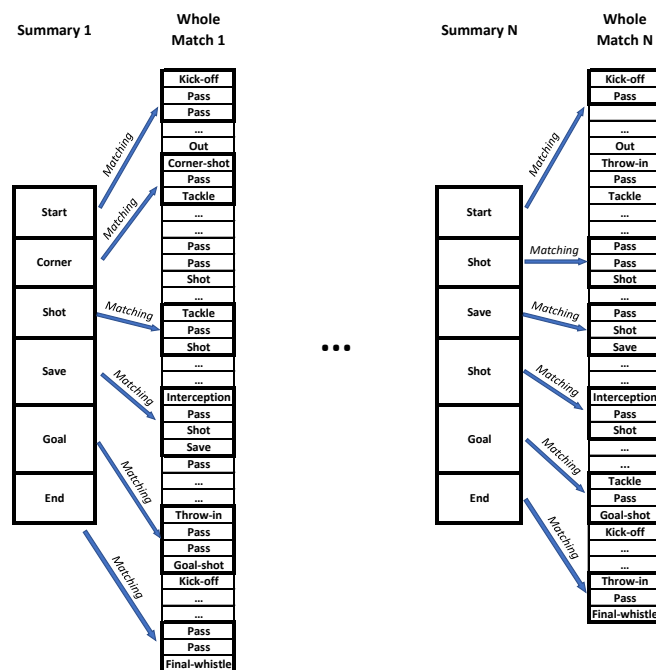 Summary 1
Whole
Match 1
Kick-off
Pass
Pass
...
Out
Corner-shot
Pass
Tackle
...
...
Pass
Pass
Shot
...
Tackle
Pass
Shot
...
...
Interception
Pass
Shot
Save
Pass
...
...
Throw-in
Pass
Pass
Goal-shot
Kick-off
...
...
Pass
Pass
Final-whistle
Start
Corner
Shot
Save
Goal
End
Matching
Matching
Matching
Matching
Matching
Matching
...
Summary N
Whole
Match N
Kick-off
Pass
...
Out
Throw-in
Pass
Tackle
...
...
Pass
Pass
Shot
...
Pass
Shot
Save
...
...
Interception
Pass
Shot
...
...
Tackle
Pass
Goal-shot
Kick-off
...
...
Throw-in
Pass
Final-whistle
Start
Shot
Save
Shot
Goal
End
Matching
Matching
Matching
Matching
Matching
Matching